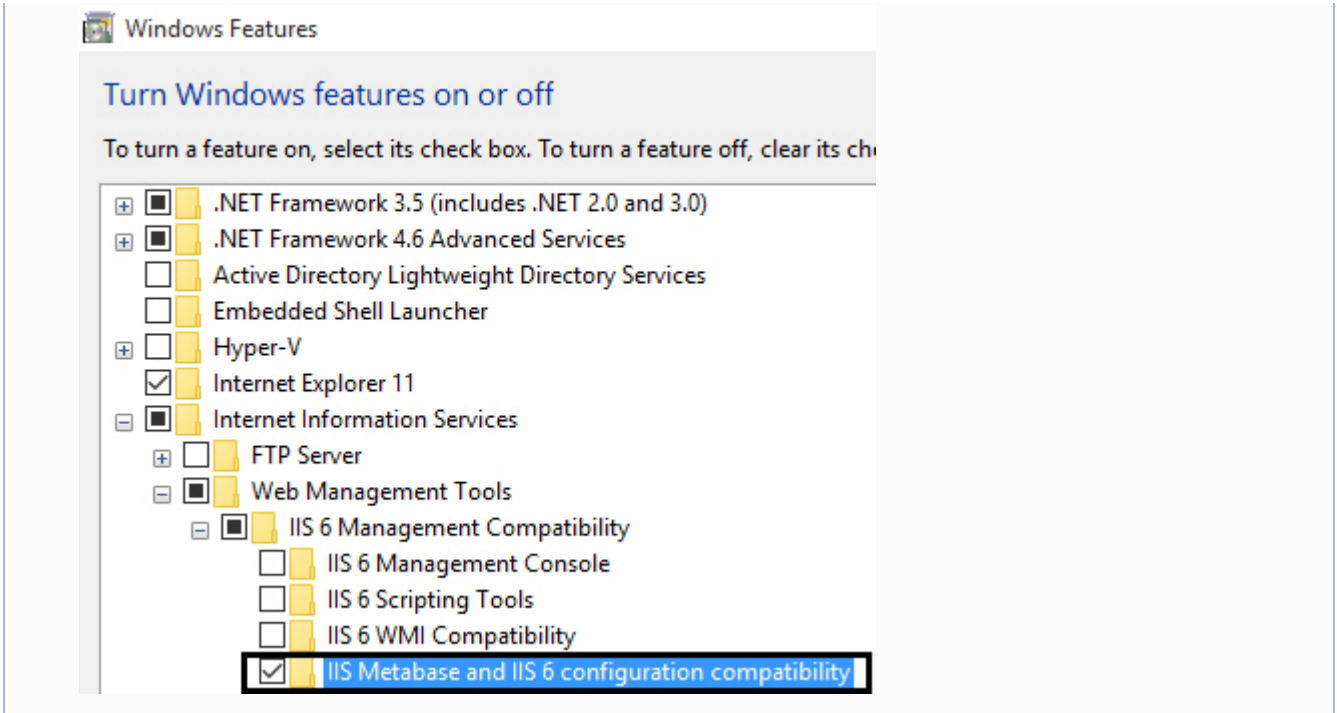 Windows Features
Turn Windows features on or off
To turn a feature on, select its check box. To turn a feature off, clear its
.NET Framework 3.5 (includes .NET 2.0 and 3.0)
.NET Framework 4.6 Advanced Services
Active Directory Lightweight Directory Services
Embedded Shell Launcher
Hyper-V
Internet Explorer 11
Internet Information Services
FTP Server
Web Management Tools
IIS 6 Management Compatibility
IIS 6 Management Console
IIS 6 Scripting Tools
IIS 6 WMI Compatibility
IIS Metabase and IIS 6 configuration compatibility